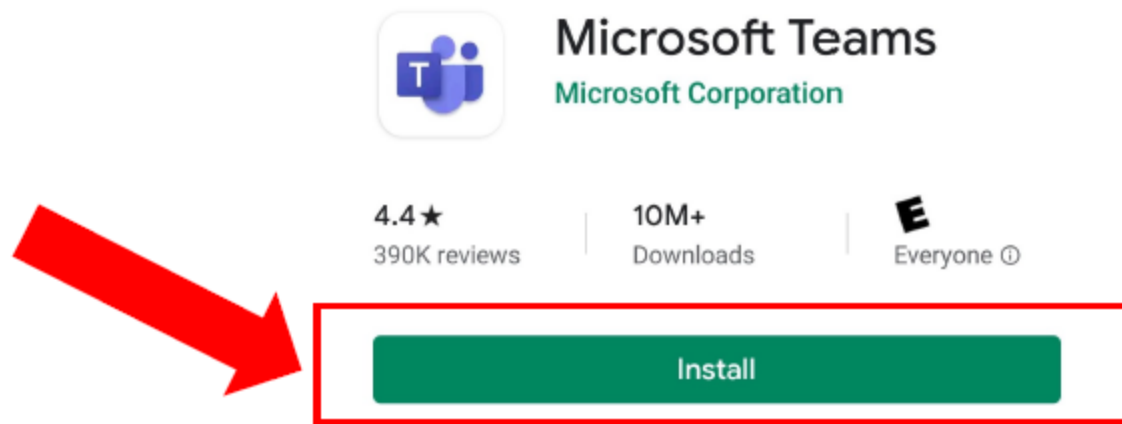 T
Microsoft Teams
Microsoft Corporation
4.4★ 10M+ E
390K reviews Downloads Everyone ⓘ
Install